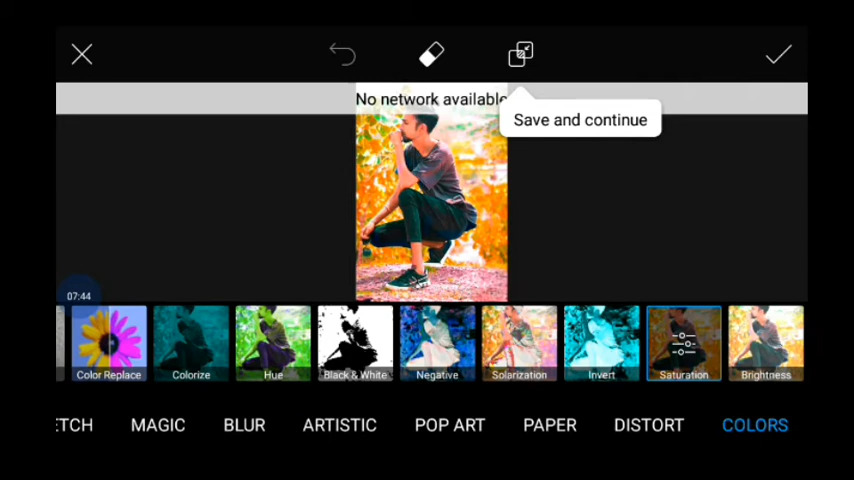 No network available
Save and continue
07:44
Color Replace
Colorize
Hue
Black & White
Negative
Solarization
Invert
Saturation
Brightness
ETCH
MAGIC
BLUR
ARTISTIC
POP ART
PAPER
DISTORT
COLORS